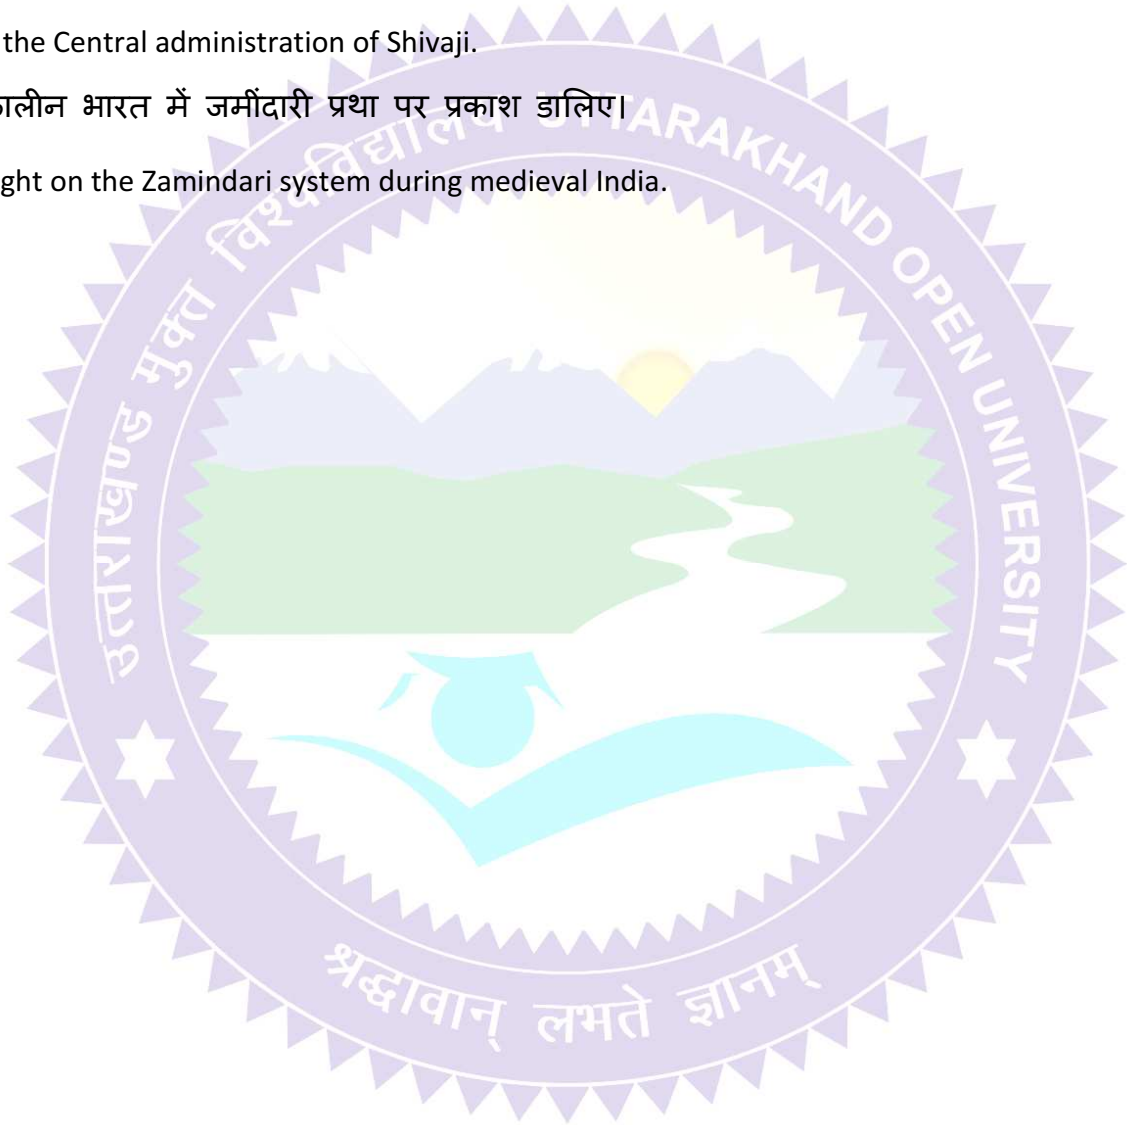 the Central administration of Shivaji.
कालीन भारत में जमींदारी प्रथा पर प्रकाश डालिए।
ght on the Zamindari system during medieval India.
उत्तराखण्ड मुक्त विश्वविद्यालय UTTARAKHAND OPEN UNIVERSITY
श्रद्धावान् लभते ज्ञानम्